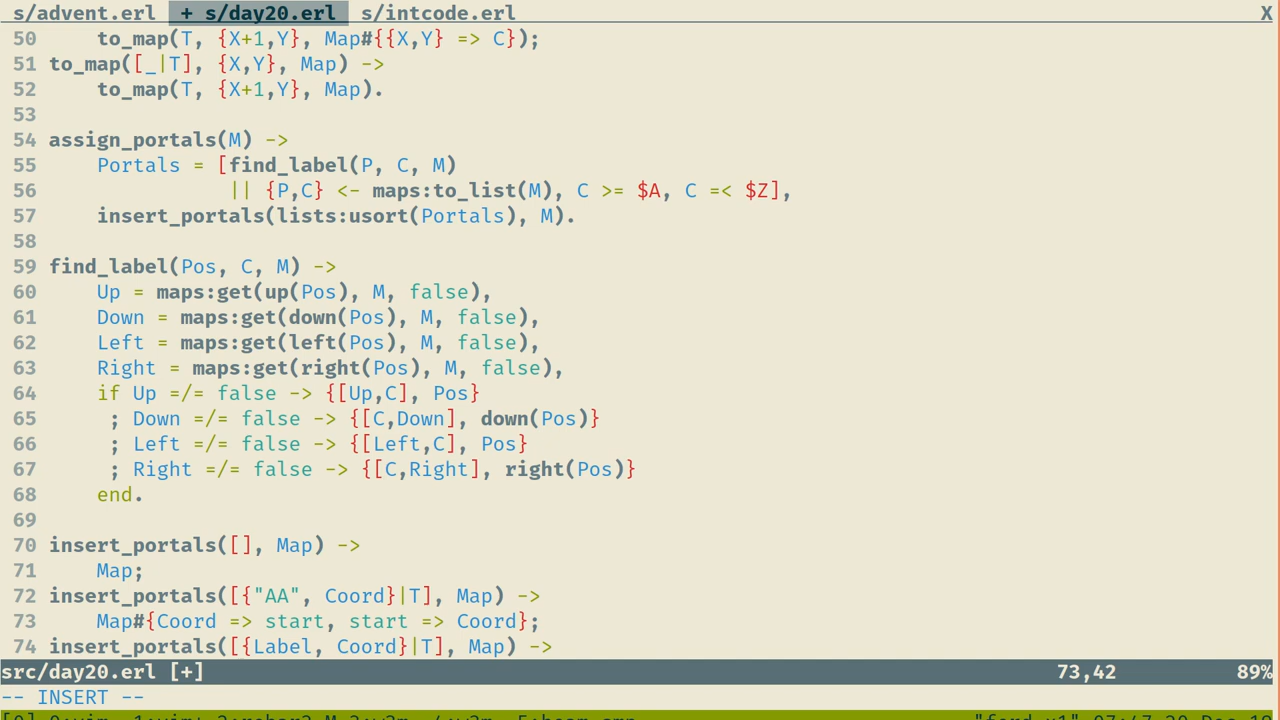 s/advent.erl + s/day20.erl s/intcode.erl X
50 to_map(T, {X+1,Y}, Map#{{X,Y} => C});
51 to_map([_|T], {X,Y}, Map) ->
52 to_map(T, {X+1,Y}, Map).
53
54 assign_portals(M) ->
55 Portals = [find_label(P, C, M)
56 || {P,C} <- maps:to_list(M), C >= $A, C =< $Z],
57 insert_portals(lists:usort(Portals), M).
58
59 find_label(Pos, C, M) ->
60 Up = maps:get(up(Pos), M, false),
61 Down = maps:get(down(Pos), M, false),
62 Left = maps:get(left(Pos), M, false),
63 Right = maps:get(right(Pos), M, false),
64 if Up =/= false -> {[Up,C], Pos}
65 ; Down =/= false -> {[C,Down], down(Pos)}
66 ; Left =/= false -> {[Left,C], Pos}
67 ; Right =/= false -> {[C,Right], right(Pos)}
68 end.
69
70 insert_portals([], Map) ->
71 Map;
72 insert_portals([{"AA", Coord}|T], Map) ->
73 Map#{Coord => start, start => Coord};
74 insert_portals([{Label, Coord}|T], Map) ->
src/day20.erl [+] 73,42 89%
-- INSERT --